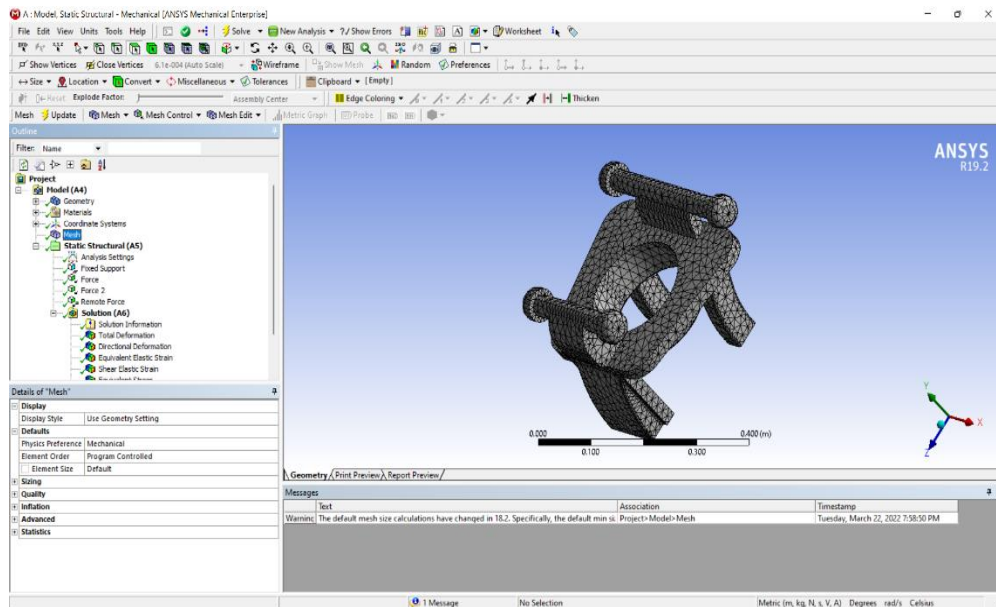 A : Model, Static Structural - Mechanical [ANSYS Mechanical Enterprise]
File Edit View Units Tools Help Solve New Analysis ?/ Show Errors Worksheet
Show Vertices Close Vertices 6.1e-004 (Auto Scale) Wireframe Show Mesh Random Preferences
Size Location Convert Miscellaneous Tolerances Clipboard [Empty]
Reset Explode Factor: Assembly Center Edge Coloring Thicken
Mesh Update Mesh Mesh Control Mesh Edit Metric Graph Probe
Outline
Filter: Name
Project
Model (A4)
Geometry
Materials
Coordinate Systems
Mesh
Static Structural (A5)
Analysis Settings
Fixed Support
Force
Force 2
Remote Force
Solution (A6)
Solution Information
Total Deformation
Directional Deformation
Equivalent Elastic Strain
Shear Elastic Strain
Equivalent Stress
ANSYS
R19.2
0.000 0.400 (m)
0.100 0.300
Y
X
Z
Details of "Mesh"
Display
Display Style Use Geometry Setting
Defaults
Physics Preference Mechanical
Element Order Program Controlled
Element Size Default
Sizing
Quality
Inflation
Advanced
Statistics
Geometry Print Preview Report Preview
Messages
Text Association Timestamp
Warning The default mesh size calculations have changed in 18.2. Specifically, the default min si Project>Model>Mesh Tuesday, March 22, 2022 7:58:50 PM
1 Message No Selection Metric (m, kg, N, s, V, A) Degrees rad/s Celsius